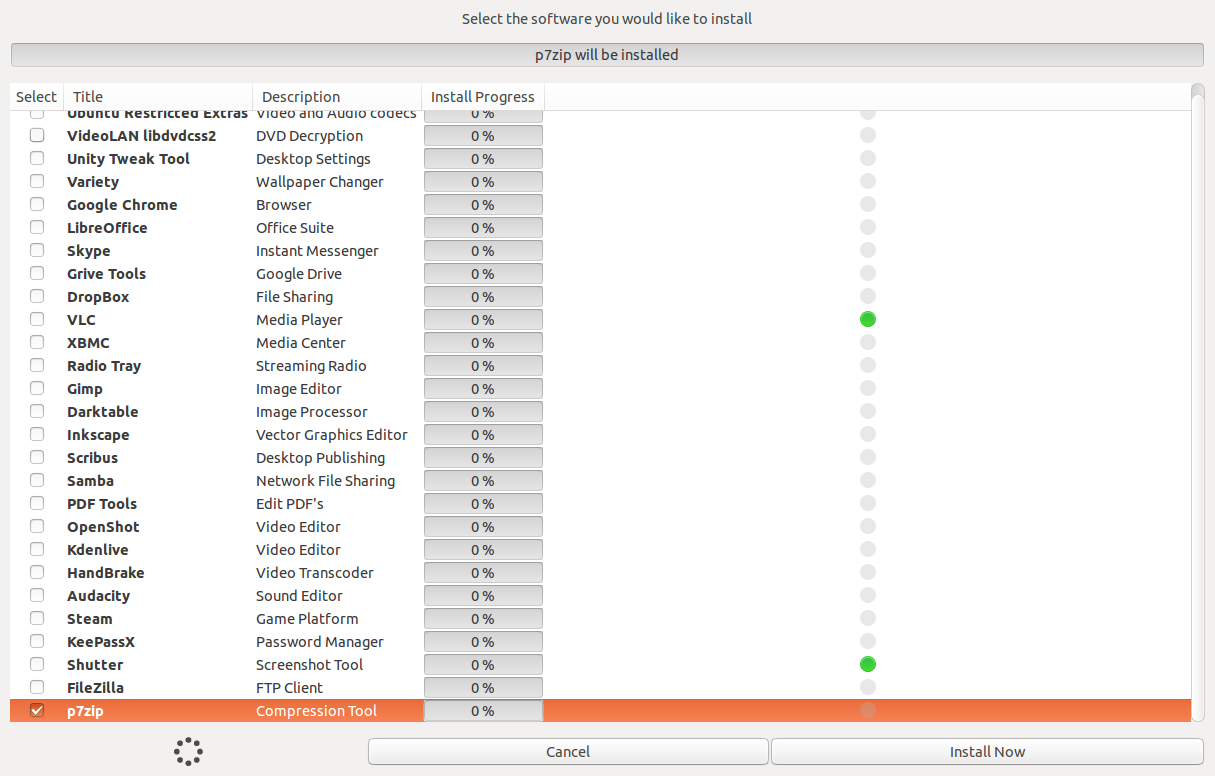 Select the software you would like to install
p7zip will be installed
Select Title Description Install Progress
Ubuntu Restricted Extras Video and Audio codecs 0 %
VideoLAN libdvdcss2 DVD Decryption 0 %
Unity Tweak Tool Desktop Settings 0 %
Variety Wallpaper Changer 0 %
Google Chrome Browser 0 %
LibreOffice Office Suite 0 %
Skype Instant Messenger 0 %
Grive Tools Google Drive 0 %
DropBox File Sharing 0 %
VLC Media Player 0 %
XBMC Media Center 0 %
Radio Tray Streaming Radio 0 %
Gimp Image Editor 0 %
Darktable Image Processor 0 %
Inkscape Vector Graphics Editor 0 %
Scribus Desktop Publishing 0 %
Samba Network File Sharing 0 %
PDF Tools Edit PDF's 0 %
OpenShot Video Editor 0 %
Kdenlive Video Editor 0 %
HandBrake Video Transcoder 0 %
Audacity Sound Editor 0 %
Steam Game Platform 0 %
KeePassX Password Manager 0 %
Shutter Screenshot Tool 0 %
FileZilla FTP Client 0 %
p7zip Compression Tool 0 %
Cancel Install Now